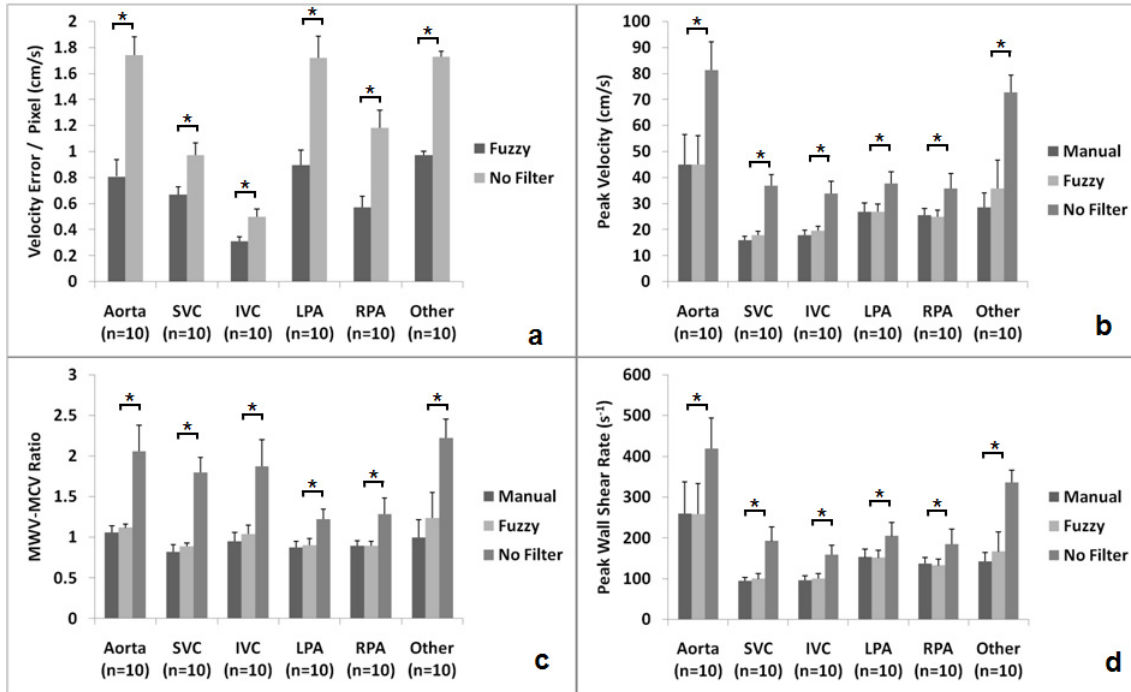 2
1.8
1.6
1.4
1.2
1
0.8
0.6
0.4
0.2
0
Velocity Error / Pixel (cm/s)
* * * * * *
Aorta SVC IVC LPA RPA Other
(n=10) (n=10) (n=10) (n=10) (n=10) (n=10)
Fuzzy
No Filter
a
100
90
80
70
60
50
40
30
20
10
0
Peak Velocity (cm/s)
* * * * * *
Aorta SVC IVC LPA RPA Other
(n=10) (n=10) (n=10) (n=10) (n=10) (n=10)
Manual
Fuzzy
No Filter
b
3
2.5
2
1.5
1
0.5
0
MWV-MCV Ratio
* * * * * *
Aorta SVC IVC LPA RPA Other
(n=10) (n=10) (n=10) (n=10) (n=10) (n=10)
Manual
Fuzzy
No Filter
c
600
500
400
300
200
100
0
Peak Wall Shear Rate (s⁻¹)
* * * * * *
Aorta SVC IVC LPA RPA Other
(n=10) (n=10) (n=10) (n=10) (n=10) (n=10)
Manual
Fuzzy
No Filter
d